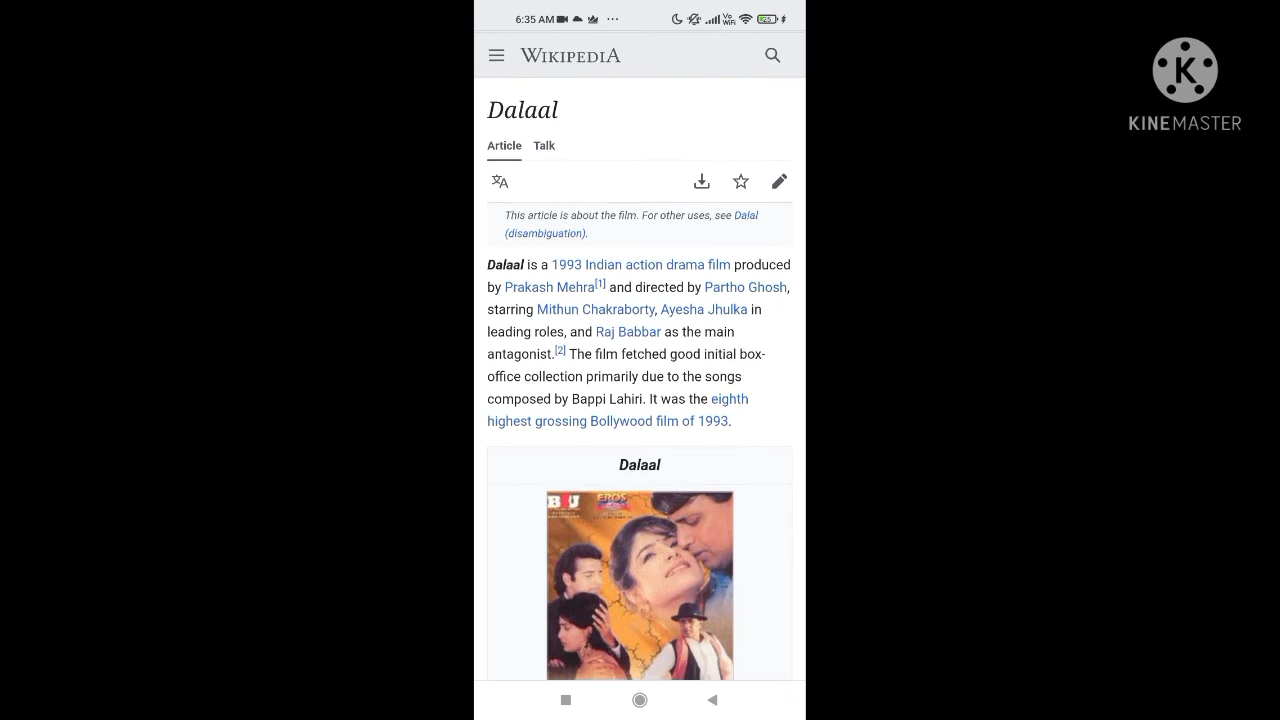 6:35 AM
Vo
WiFi
25
WIKIPEDIA
Dalaal
Article Talk
This article is about the film. For other uses, see Dalal
(disambiguation).
Dalaal is a 1993 Indian action drama film produced
by Prakash Mehra[1] and directed by Partho Ghosh,
starring Mithun Chakraborty, Ayesha Jhulka in
leading roles, and Raj Babbar as the main
antagonist.[2] The film fetched good initial box-
office collection primarily due to the songs
composed by Bappi Lahiri. It was the eighth
highest grossing Bollywood film of 1993.
Dalaal
EROS
K
KINEMASTER